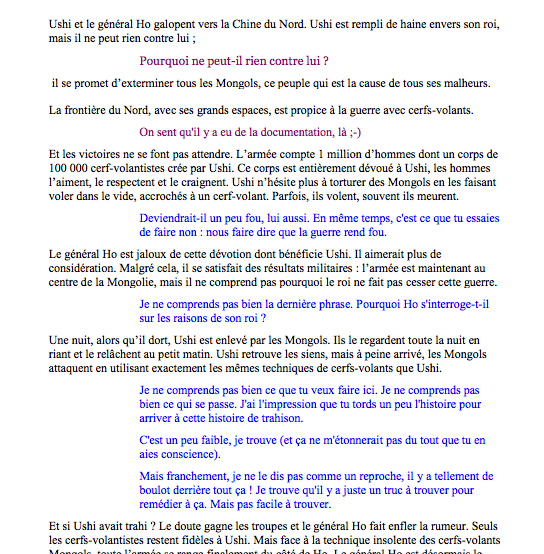 Ushi et le général Ho galopent vers la Chine du Nord. Ushi est rempli de haine envers son roi,
mais il ne peut rien contre lui ;
Pourquoi ne peut-il rien contre lui ?
il se promet d’exterminer tous les Mongols, ce peuple qui est la cause de tous ses malheurs.
La frontière du Nord, avec ses grands espaces, est propice à la guerre avec cerfs-volants.
On sent qu'il y a eu de la documentation, là ;-)
Et les victoires ne se font pas attendre. L’armée compte 1 million d’hommes dont un corps de
100 000 cerf-volantistes crée par Ushi. Ce corps est entièrement dévoué à Ushi, les hommes
l’aiment, le respectent et le craignent. Ushi n’hésite plus à torturer des Mongols en les faisant
voler dans le vide, accrochés à un cerf-volant. Parfois, ils volent, souvent ils meurent.
Deviendrait-il un peu fou, lui aussi. En même temps, c'est ce que tu essaies
de faire non : nous faire dire que la guerre rend fou.
Le général Ho est jaloux de cette dévotion dont bénéficie Ushi. Il aimerait plus de
considération. Malgré cela, il se satisfait des résultats militaires : l’armée est maintenant au
centre de la Mongolie, mais il ne comprend pas pourquoi le roi ne fait pas cesser cette guerre.
Je ne comprends pas bien la dernière phrase. Pourquoi Ho s'interroge-t-il
sur les raisons de son roi ?
Une nuit, alors qu’il dort, Ushi est enlevé par les Mongols. Ils le regardent toute la nuit en
riant et le relâchent au petit matin. Ushi retrouve les siens, mais à peine arrivé, les Mongols
attaquent en utilisant exactement les mêmes techniques de cerfs-volants que Ushi.
Je ne comprends pas bien ce que tu veux faire ici. Je ne comprends pas
bien ce qui se passe. J'ai l'impression que tu tords un peu l'histoire pour
arriver à cette histoire de trahison.
C'est un peu faible, je trouve (et ça ne m'étonnerait pas du tout que tu en
aies conscience).
Mais franchement, je ne le dis pas comme un reproche, il y a tellement de
boulot derrière tout ça ! Je trouve qu'il y a juste un truc à trouver pour
remédier à ça. Mais pas facile à trouver.
Et si Ushi avait trahi ? Le doute gagne les troupes et le général Ho fait enfler la rumeur. Seuls
les cerfs-volantistes restent fidèles à Ushi. Mais face à la technique insolente des cerfs-volants
Mongols, toute l’armée se range finalement du côté de Ho. Le général Ho est désormais le